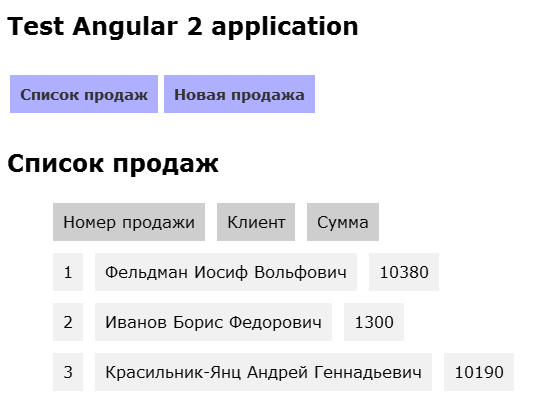 Test Angular 2 application
Список продаж Новая продажа
Список продаж
Номер продажи Клиент Сумма
1 Фельдман Иосиф Вольфович 10380
2 Иванов Борис Федорович 1300
3 Красильник-Янц Андрей Геннадьевич 10190